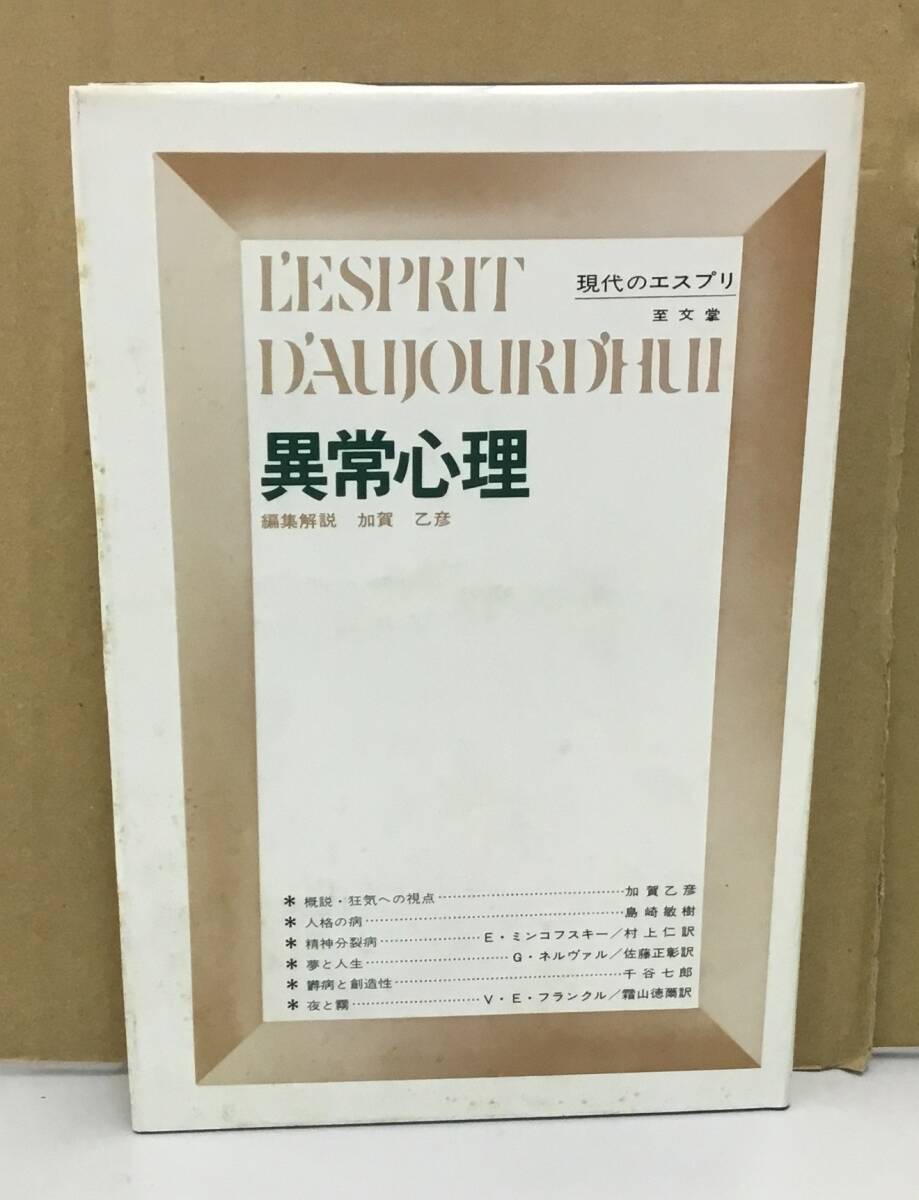 L'ESPRIT
D'AUJOURD'HUI
現代のエスプリ
至文堂
異常心理
編集解説 加賀 乙彦
＊概説・狂気への視点……加賀乙彦
＊人格の病……島崎敏樹
＊精神分裂病……E・ミンコフスキー／村上仁訳
＊夢と人生……G・ネルヴァル／佐藤正彰訳
＊欝病と創造性……千谷七郎
＊夜と霧……V・E・フランクル／霜山徳爾訳